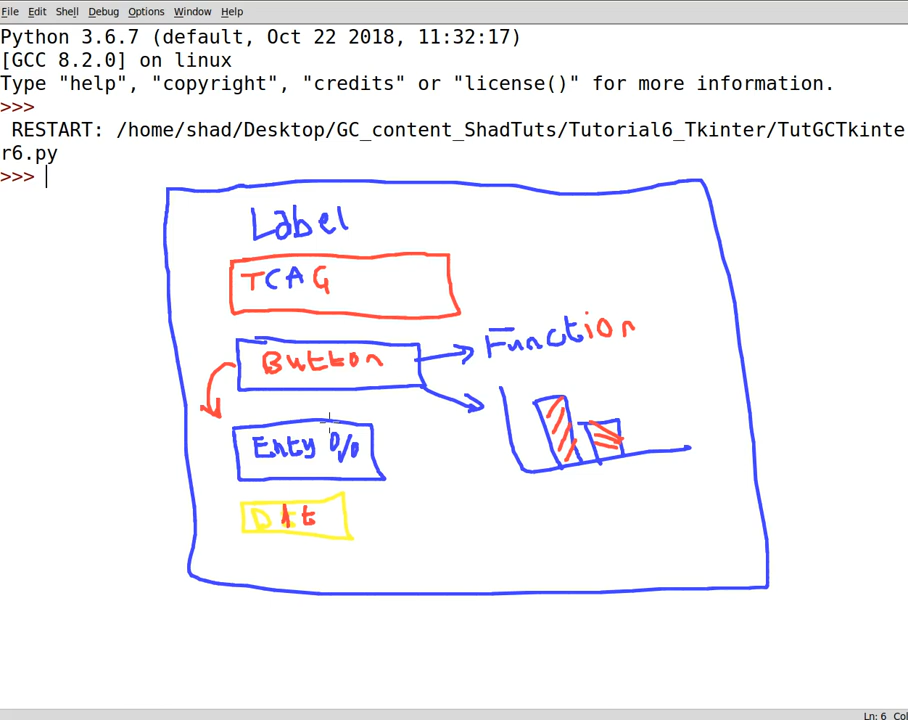 File Edit Shell Debug Options Window Help
Python 3.6.7 (default, Oct 22 2018, 11:32:17)
[GCC 8.2.0] on linux
Type "help", "copyright", "credits" or "license()" for more information.
>>>
RESTART: /home/shad/Desktop/GC_content_ShadTuts/Tutorial6_Tkinter/TutGCTkinte
r6.py
>>>
Label
TCAG
Button
Function
Enty
Ln: 6 Col